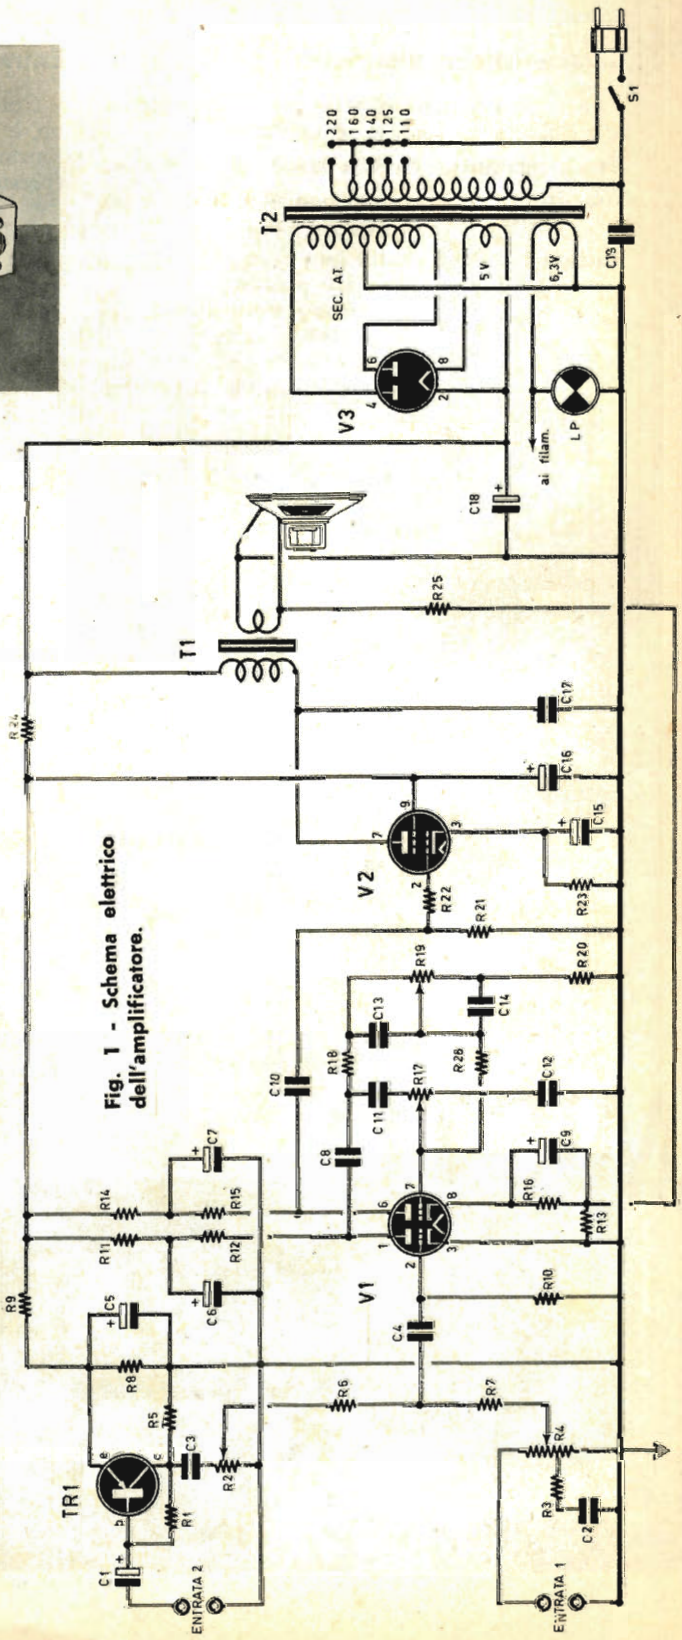 Fig. 1 - Schema elettrico
dell'amplificatore.
220
160
140
125
110
S1
T2
SEC. AT.
5 V
6,3V
C19
V3
4
6
2
8
LP
ai filam.
C18
+
T1
R25
R24
C17
C16
+
V2
7
9
2
3
R22
R21
C15
+
R23
R19
R20
C13
C14
R18
R26
C10
C11
R17
C12
C8
C7
+
R14
R15
R11
R12
C6
+
V1
1
6
2
7
3
8
R16
C9
+
R13
R10
R9
C5
+
R8
R5
C4
R6
R7
TR1
e
c
b
C3
R2
R1
C1
+
ENTRATA 2
R4
R3
C2
ENTRATA 1